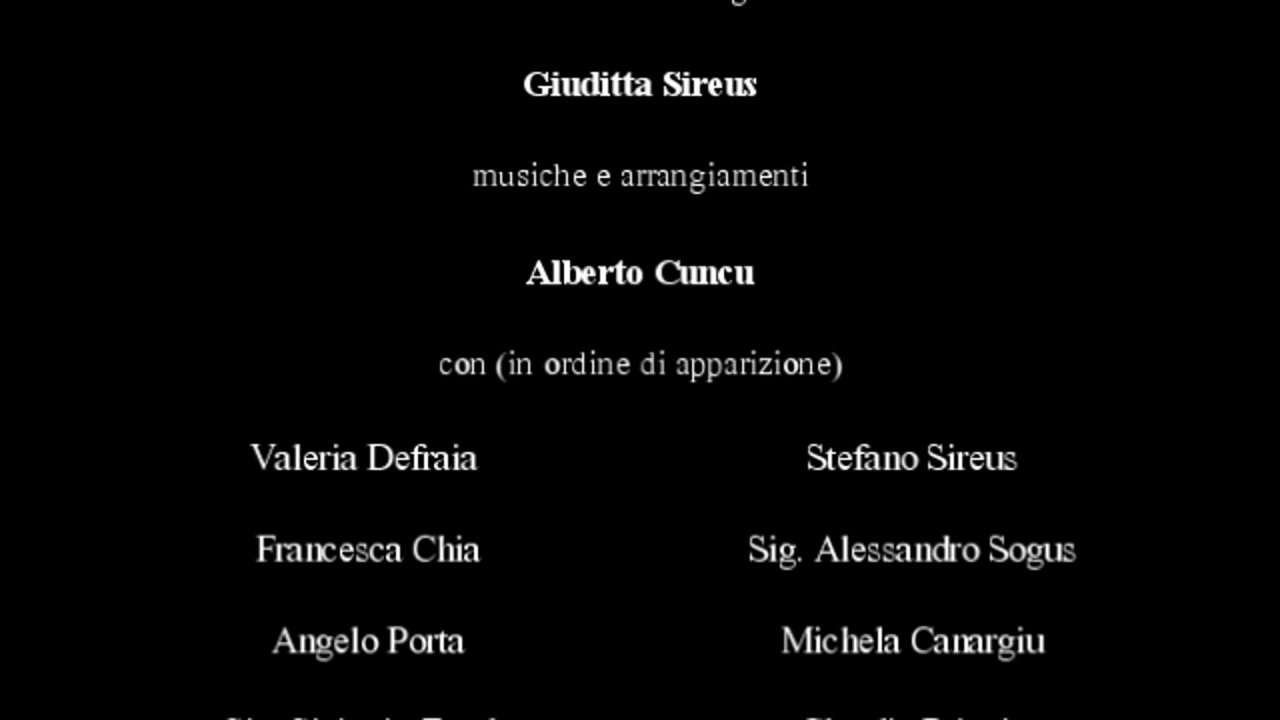 Giuditta Sireus
musiche e arrangiamenti
Alberto Cuncu
con (in ordine di apparizione)
Valeria Defraia Stefano Sireus
Francesca Chia Sig. Alessandro Sogus
Angelo Porta Michela Canargiu